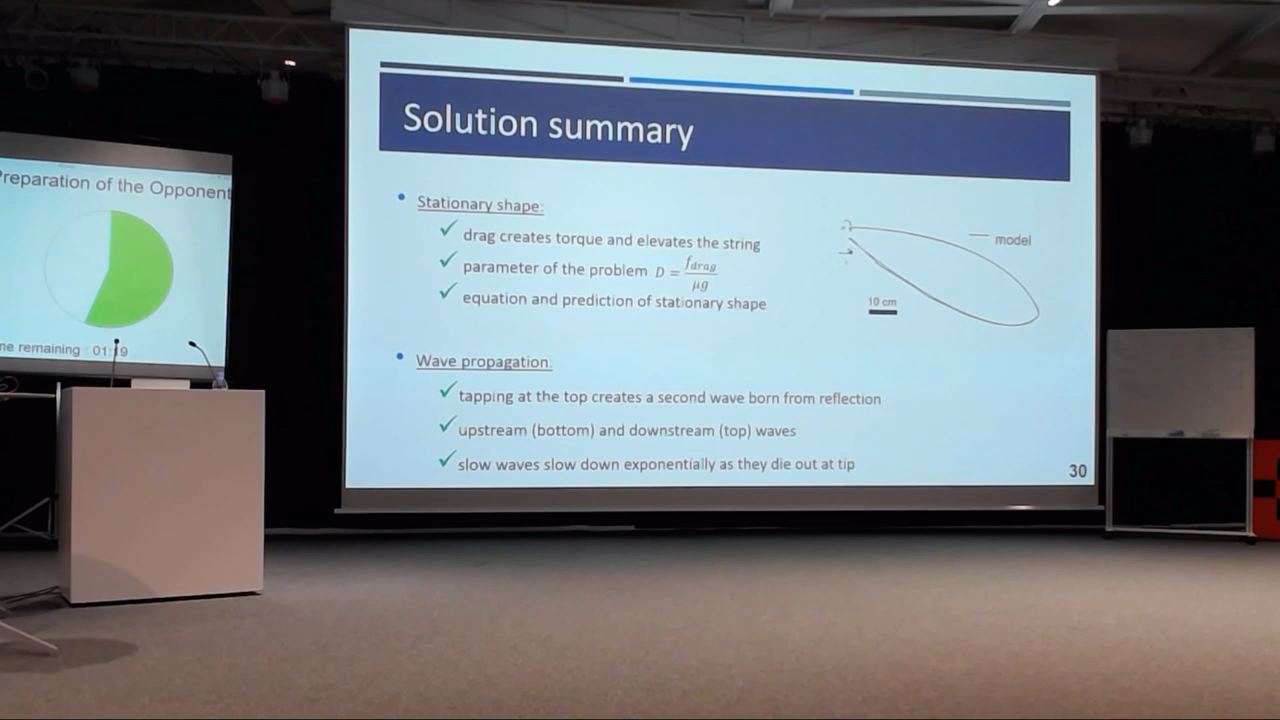 Preparation of the Opponent
me remaining 01:19
Solution summary
• Stationary shape:
✓ drag creates torque and elevates the string
✓ parameter of the problem D = f_drag / μg
✓ equation and prediction of stationary shape
model
10 cm
• Wave propagation:
✓ tapping at the top creates a second wave born from reflection
✓ upstream (bottom) and downstream (top) waves
✓ slow waves slow down exponentially as they die out at tip
30